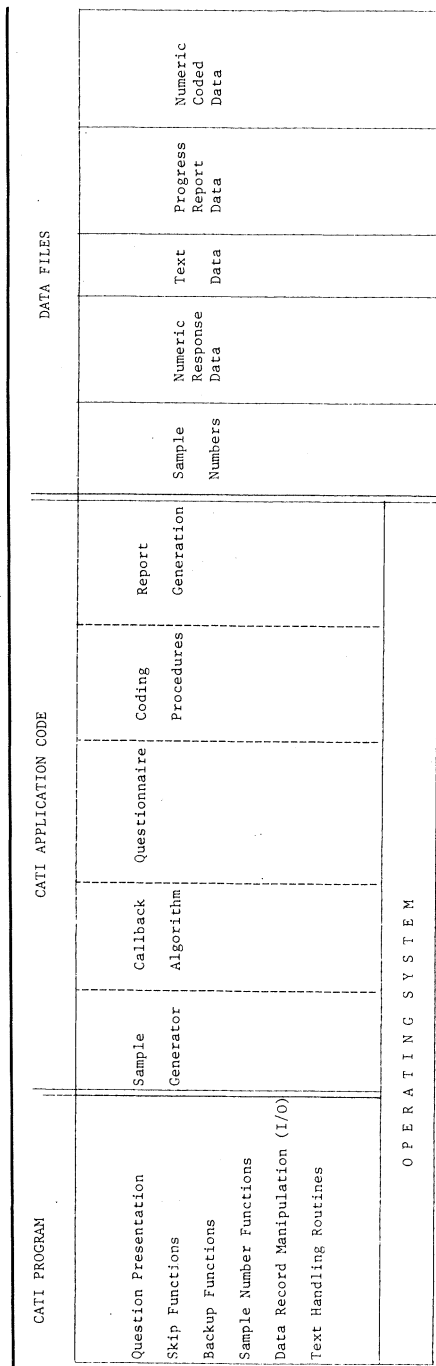 CATI PROGRAM
Question Presentation
Skip Functions
Backup Functions
Sample Number Functions
Data Record Manipulation (I/O)
Text Handling Routines
CATI APPLICATION CODE
Sample
Generator
Callback
Algorithm
Questionnaire
Coding
Procedures
Report
Generation
OPERATING SYSTEM
DATA FILES
Sample
Numbers
Numeric
Response
Data
Text
Data
Progress
Report
Data
Numeric
Coded
Data